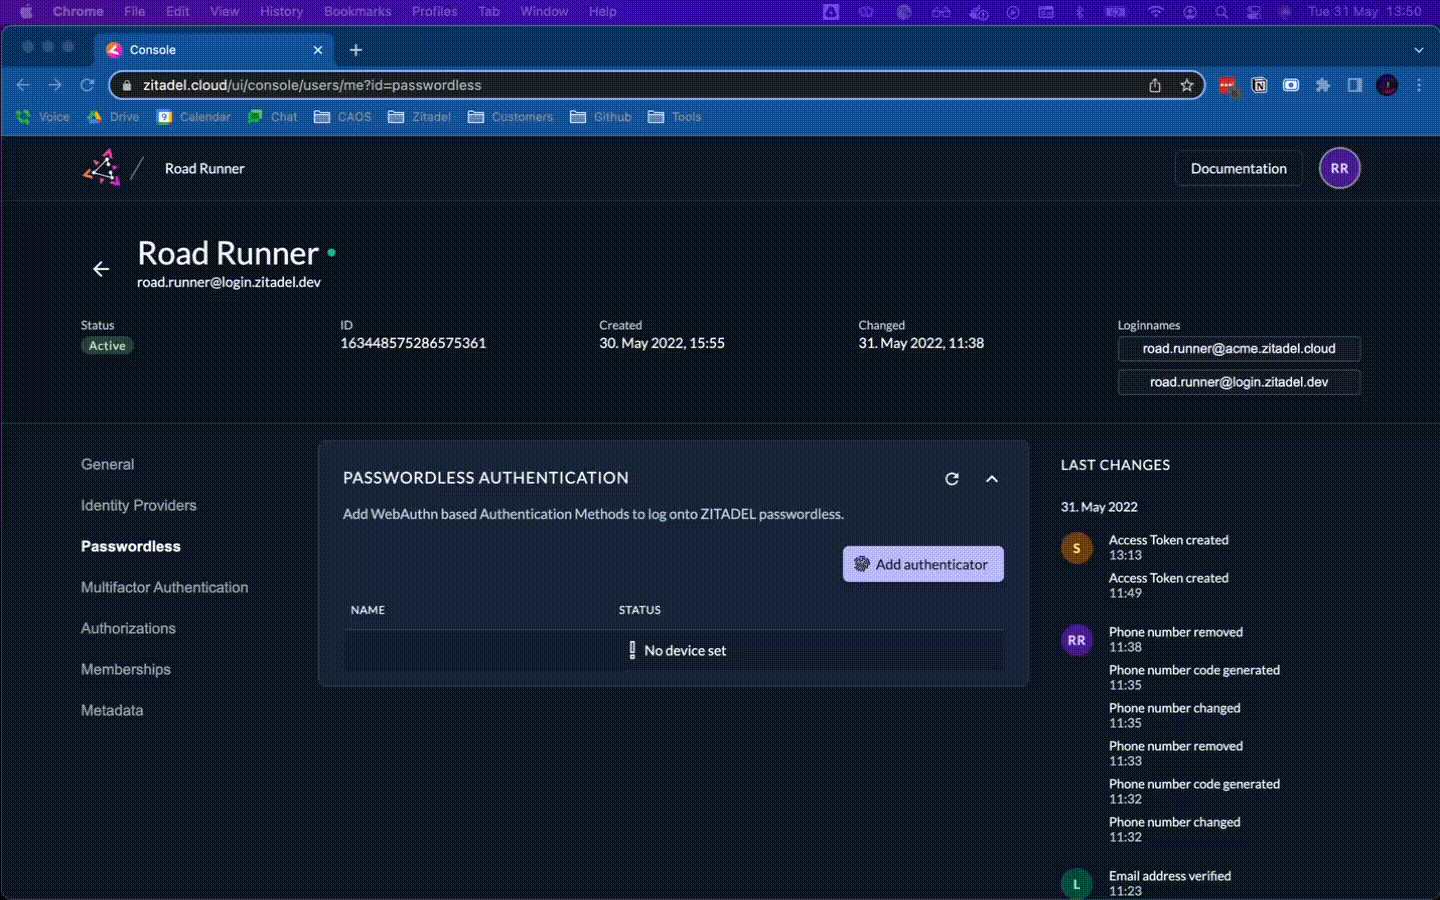 Chrome File Edit View History Bookmarks Profiles Tab Window Help Tue 31 May 13:50
Console
zitadel.cloud/ui/console/users/me?id=passwordless
Voice Drive 9 Calendar Chat CAOS Zitadel Customers Github Tools
Road Runner
Documentation
RR
Road Runner
road.runner@login.zitadel.dev
Status
Active
ID
163448575286575361
Created
30. May 2022, 15:55
Changed
31. May 2022, 11:38
Loginnames
road.runner@acme.zitadel.cloud
road.runner@login.zitadel.dev
General
Identity Providers
Passwordless
Multifactor Authentication
Authorizations
Memberships
Metadata
PASSWORDLESS AUTHENTICATION
Add WebAuthn based Authentication Methods to log onto ZITADEL passwordless.
Add authenticator
NAME STATUS
No device set
LAST CHANGES
31. May 2022
S
Access Token created
13:13
Access Token created
11:49
RR
Phone number removed
11:38
Phone number code generated
11:35
Phone number changed
11:35
Phone number removed
11:33
Phone number code generated
11:32
Phone number changed
11:32
L
Email address verified
11:23